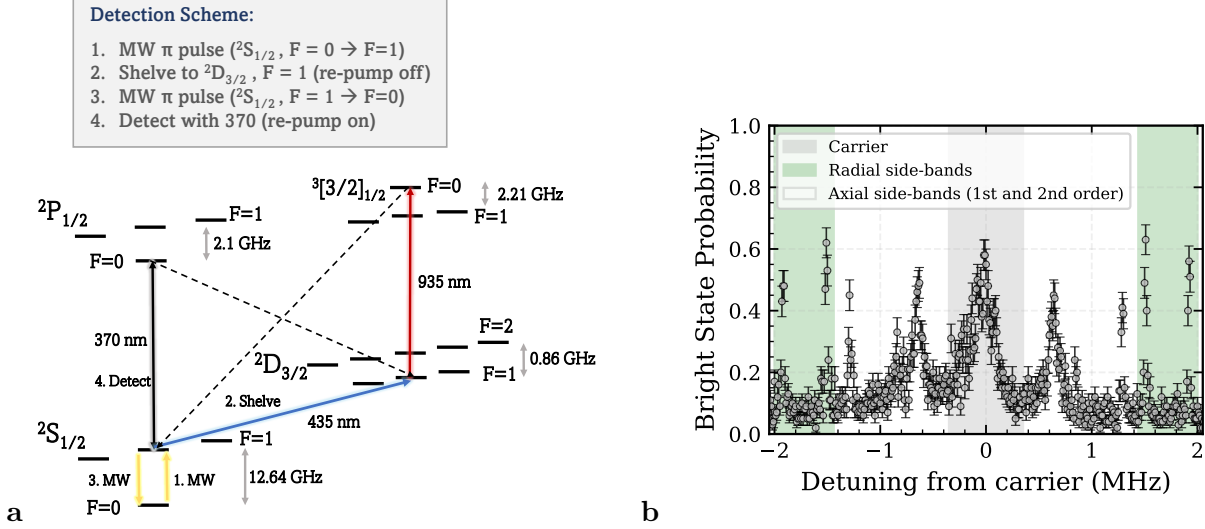 Detection Scheme:
1. MW π pulse (²S₁/₂ , F = 0 → F=1)
2. Shelve to ²D₃/₂ , F = 1 (re-pump off)
3. MW π pulse (²S₁/₂, F = 1 → F=0)
4. Detect with 370 (re-pump on)
³[3/2]₁/₂
F=0
2.21 GHz
F=1
²P₁/₂
F=1
2.1 GHz
F=0
935 nm
370 nm
4. Detect
F=2
²D₃/₂
0.86 GHz
F=1
2. Shelve
435 nm
²S₁/₂
F=1
3. MW
1. MW
12.64 GHz
F=0
a
Bright State Probability
1.0
0.8
0.6
0.4
0.2
0.0
Carrier
Radial side-bands
Axial side-bands (1st and 2nd order)
−2
−1
0
1
2
Detuning from carrier (MHz)
b